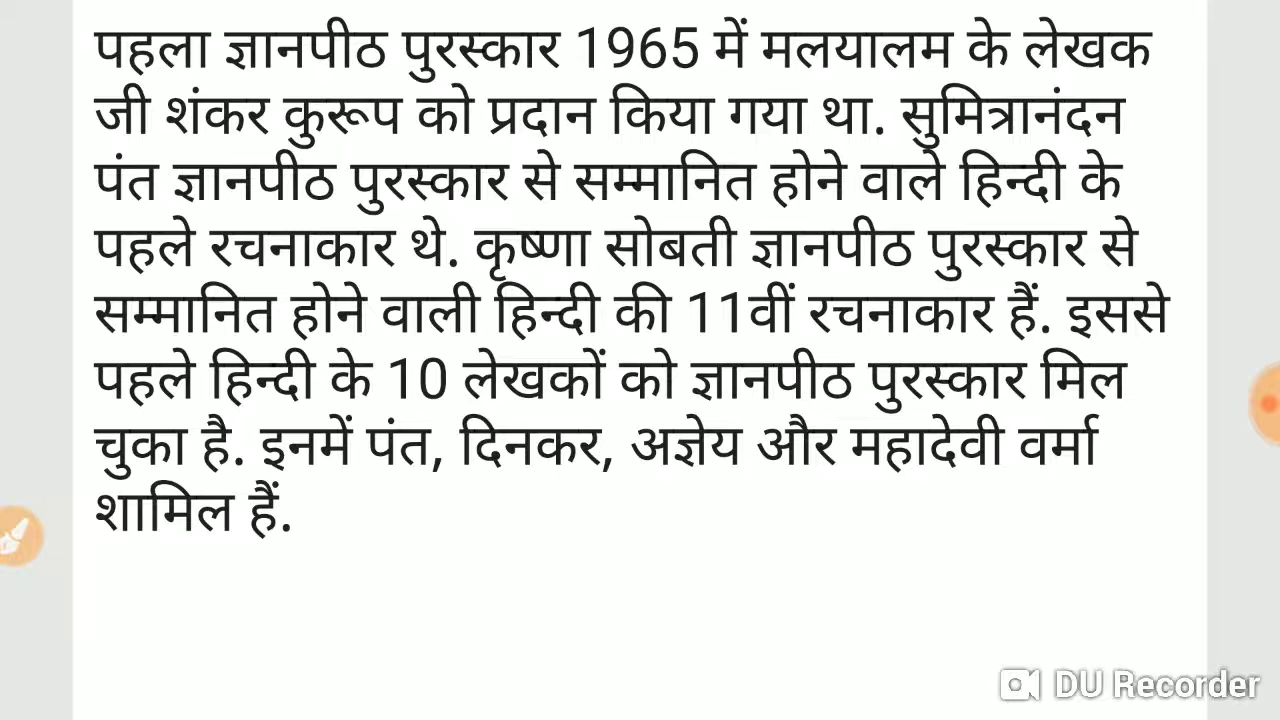 पहला ज्ञानपीठ पुरस्कार 1965 में मलयालम के लेखक
जी शंकर कुरूप को प्रदान किया गया था. सुमित्रानंदन
पंत ज्ञानपीठ पुरस्कार से सम्मानित होने वाले हिन्दी के
पहले रचनाकार थे. कृष्णा सोबती ज्ञानपीठ पुरस्कार से
सम्मानित होने वाली हिन्दी की 11वीं रचनाकार हैं. इससे
पहले हिन्दी के 10 लेखकों को ज्ञानपीठ पुरस्कार मिल
चुका है. इनमें पंत, दिनकर, अज्ञेय और महादेवी वर्मा
शामिल हैं.
DU Recorder